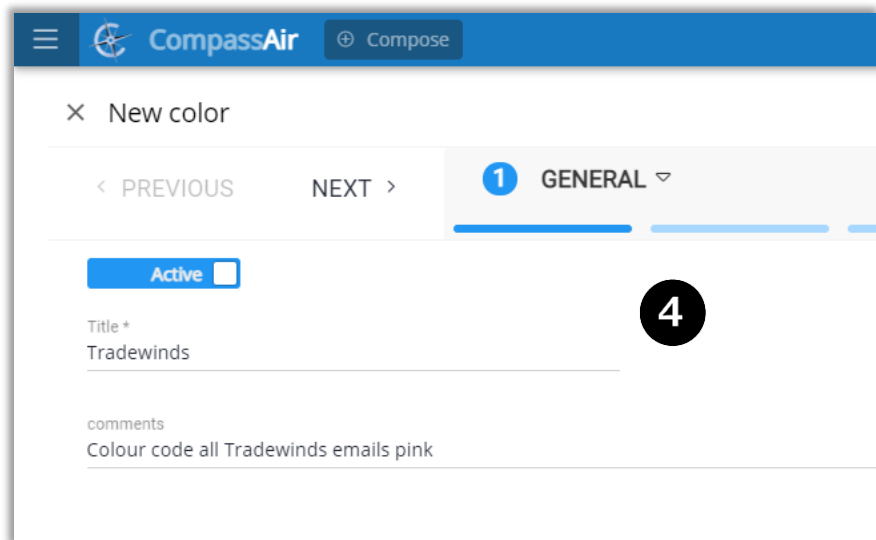 CompassAir Compose
New color
PREVIOUS NEXT 1 GENERAL
Active
4
Title *
Tradewinds
comments
Colour code all Tradewinds emails pink